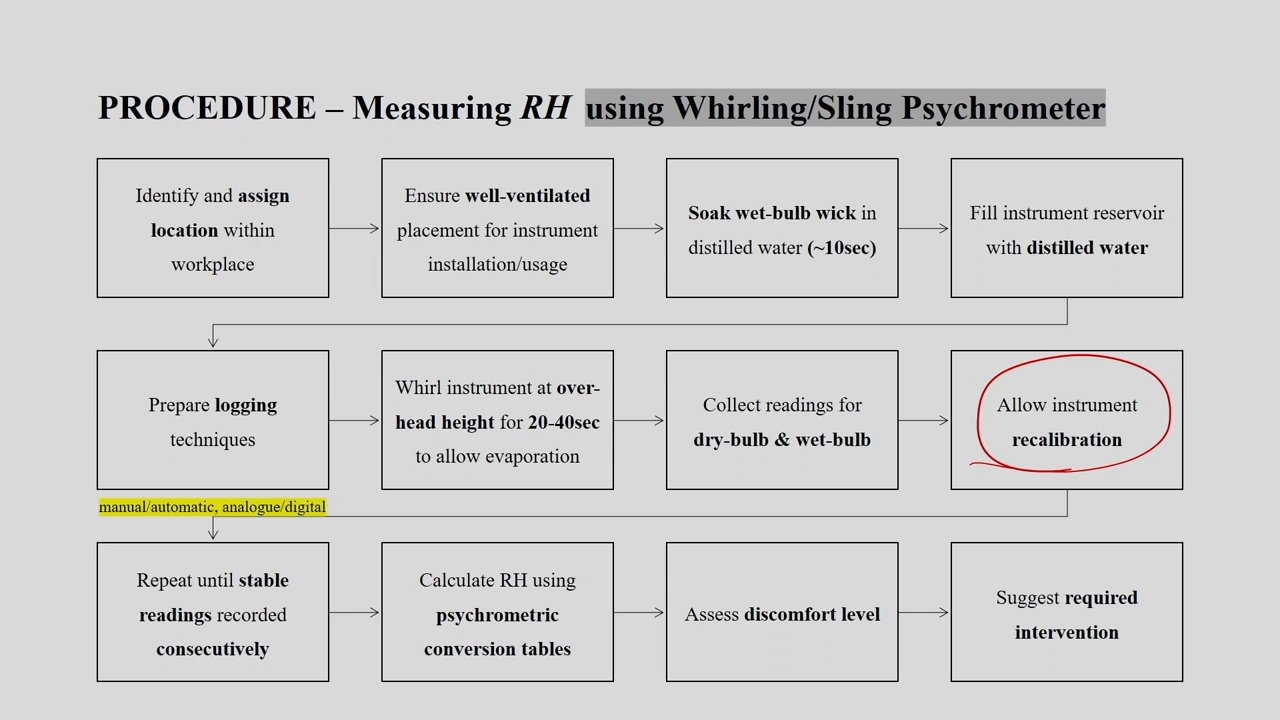 PROCEDURE – Measuring RH using Whirling/Sling Psychrometer
Identify and assign
location within
workplace
Ensure well-ventilated
placement for instrument
installation/usage
Soak wet-bulb wick in
distilled water (~10sec)
Fill instrument reservoir
with distilled water
Prepare logging
techniques
manual/automatic, analogue/digital
Whirl instrument at over-
head height for 20-40sec
to allow evaporation
Collect readings for
dry-bulb & wet-bulb
Allow instrument
recalibration
Repeat until stable
readings recorded
consecutively
Calculate RH using
psychrometric
conversion tables
Assess discomfort level
Suggest required
intervention